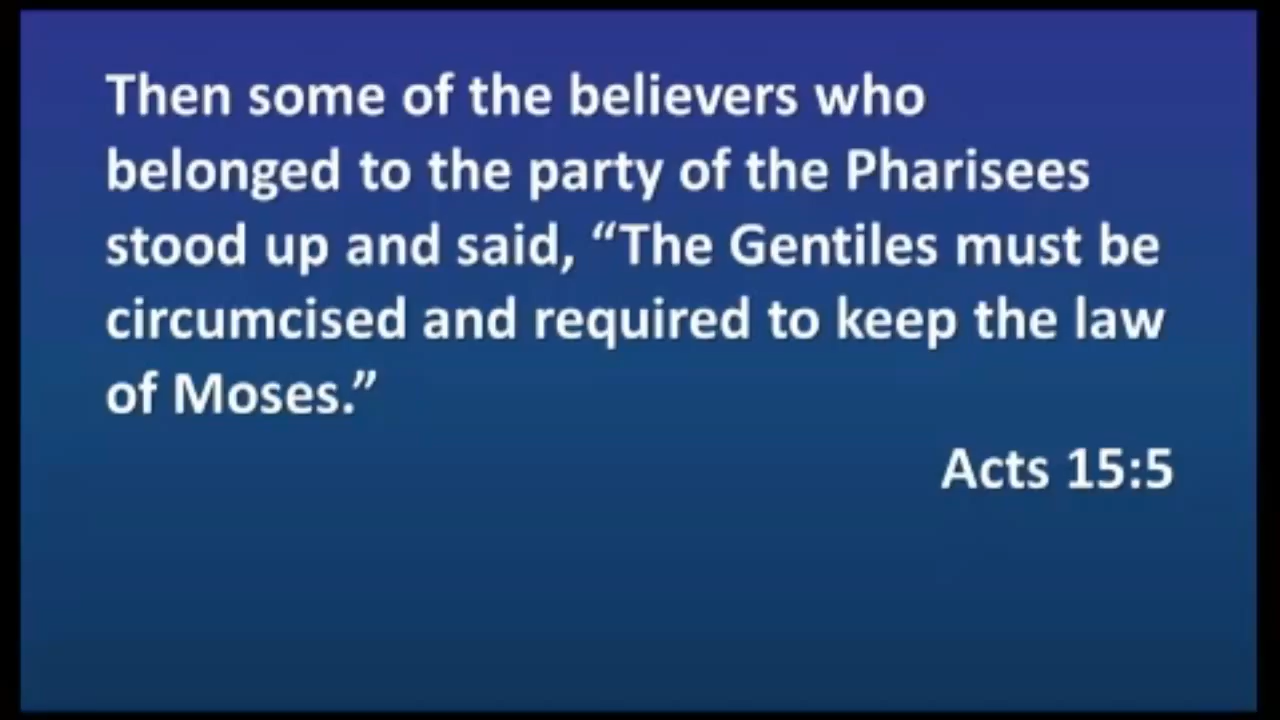 Then some of the believers who
belonged to the party of the Pharisees
stood up and said, “The Gentiles must be
circumcised and required to keep the law
of Moses.”
Acts 15:5